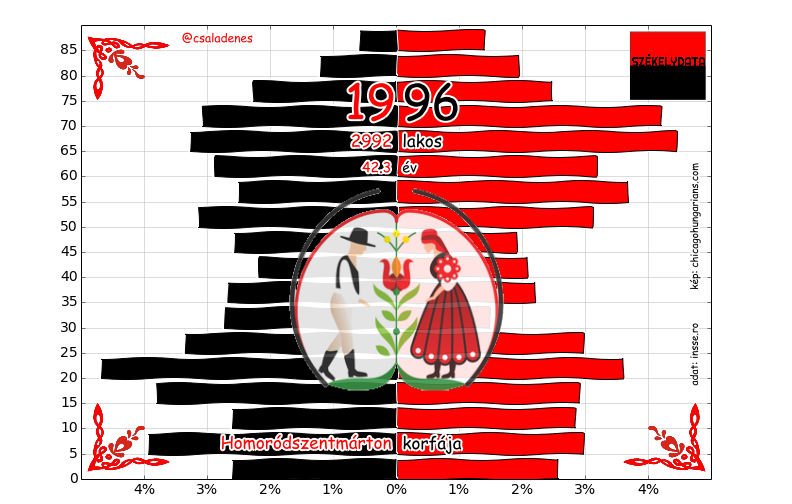 @csaladenes
SZÉKELYDATA
1996
2992 lakos
42.3 év
kép: chicagohungarians.com
adat: insse.ro
Homoródszentmárton korfája
85
80
75
70
65
60
55
50
45
40
35
30
25
20
15
10
5
0
4% 3% 2% 1% 0% 1% 2% 3% 4%